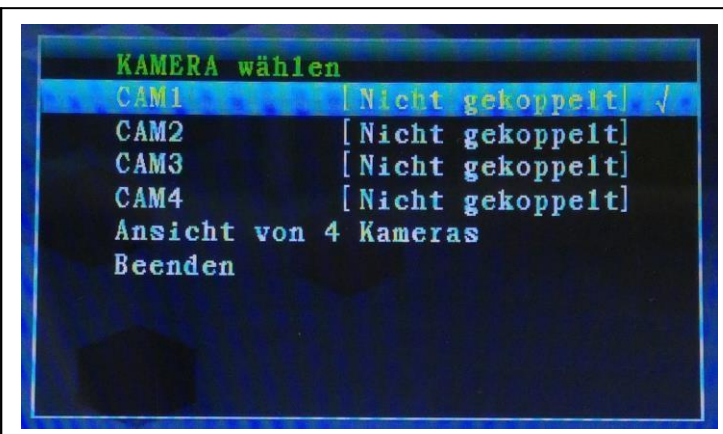 KAMERA wählen
CAM1 [Nicht gekoppelt] √
CAM2 [Nicht gekoppelt]
CAM3 [Nicht gekoppelt]
CAM4 [Nicht gekoppelt]
Ansicht von 4 Kameras
Beenden